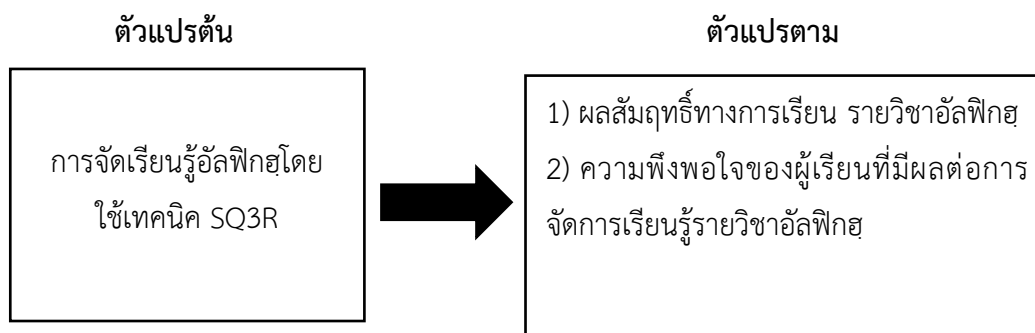 ตัวแปรต้น
การจัดเรียนรู้อัลฟิกฮฺโดย
ใช้เทคนิค SQ3R
ตัวแปรตาม
1) ผลสัมฤทธิ์ทางการเรียน รายวิชาอัลฟิกฮฺ
2) ความพึงพอใจของผู้เรียนที่มีผลต่อการ
จัดการเรียนรู้รายวิชาอัลฟิกฮฺ